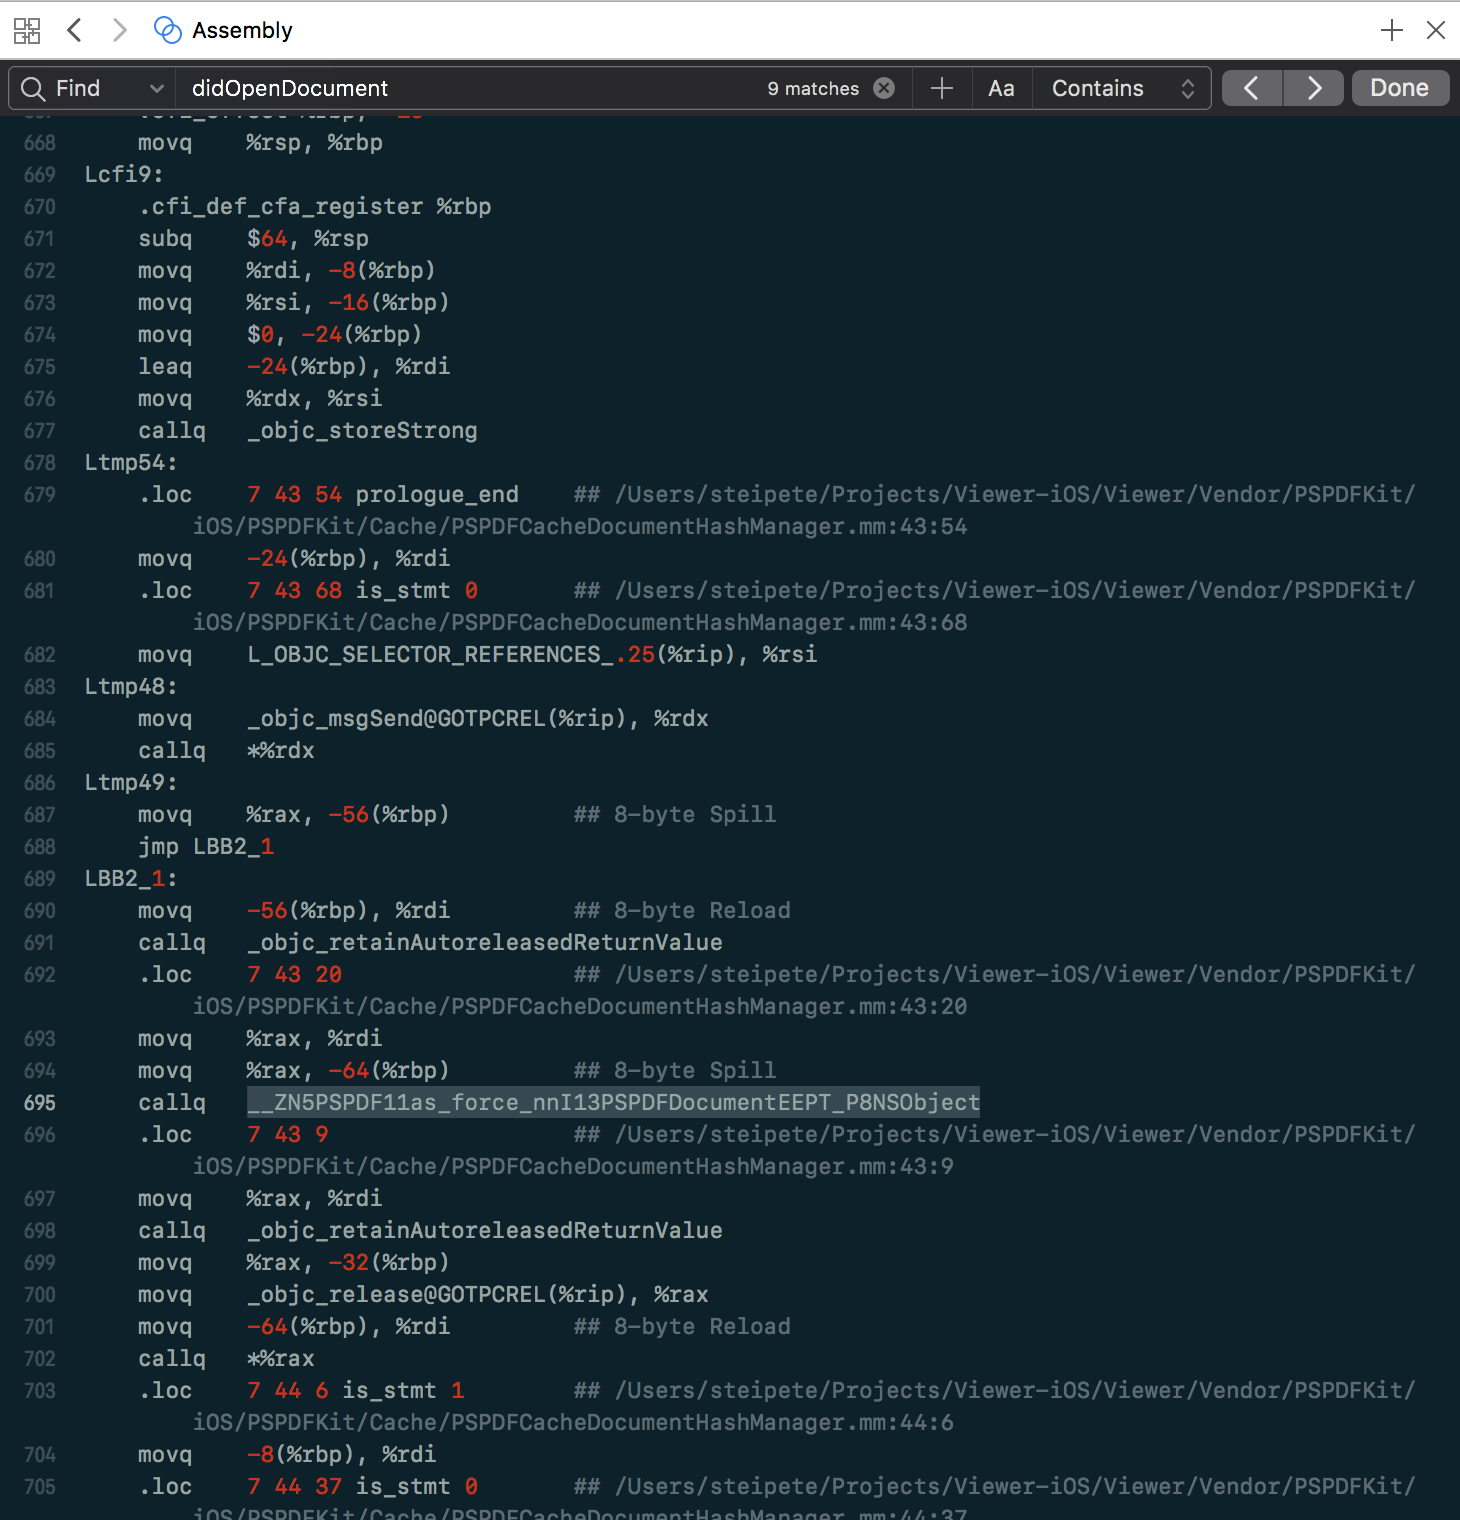 Assembly
Find didOpenDocument 9 matches Aa Contains Done
668 movq %rsp, %rbp
669 Lcfi9:
670 .cfi_def_cfa_register %rbp
671 subq $64, %rsp
672 movq %rdi, -8(%rbp)
673 movq %rsi, -16(%rbp)
674 movq $0, -24(%rbp)
675 leaq -24(%rbp), %rdi
676 movq %rdx, %rsi
677 callq _objc_storeStrong
678 Ltmp54:
679 .loc 7 43 54 prologue_end ## /Users/steipete/Projects/Viewer-iOS/Viewer/Vendor/PSPDFKit/
iOS/PSPDFKit/Cache/PSPDFCacheDocumentHashManager.mm:43:54
680 movq -24(%rbp), %rdi
681 .loc 7 43 68 is_stmt 0 ## /Users/steipete/Projects/Viewer-iOS/Viewer/Vendor/PSPDFKit/
iOS/PSPDFKit/Cache/PSPDFCacheDocumentHashManager.mm:43:68
682 movq L_OBJC_SELECTOR_REFERENCES_.25(%rip), %rsi
683 Ltmp48:
684 movq _objc_msgSend@GOTPCREL(%rip), %rdx
685 callq *%rdx
686 Ltmp49:
687 movq %rax, -56(%rbp) ## 8-byte Spill
688 jmp LBB2_1
689 LBB2_1:
690 movq -56(%rbp), %rdi ## 8-byte Reload
691 callq _objc_retainAutoreleasedReturnValue
692 .loc 7 43 20 ## /Users/steipete/Projects/Viewer-iOS/Viewer/Vendor/PSPDFKit/
iOS/PSPDFKit/Cache/PSPDFCacheDocumentHashManager.mm:43:20
693 movq %rax, %rdi
694 movq %rax, -64(%rbp) ## 8-byte Spill
695 callq __ZN5PSPDF11as_force_nnI13PSPDFDocumentEEPT_P8NSObject
696 .loc 7 43 9 ## /Users/steipete/Projects/Viewer-iOS/Viewer/Vendor/PSPDFKit/
iOS/PSPDFKit/Cache/PSPDFCacheDocumentHashManager.mm:43:9
697 movq %rax, %rdi
698 callq _objc_retainAutoreleasedReturnValue
699 movq %rax, -32(%rbp)
700 movq _objc_release@GOTPCREL(%rip), %rax
701 movq -64(%rbp), %rdi ## 8-byte Reload
702 callq *%rax
703 .loc 7 44 6 is_stmt 1 ## /Users/steipete/Projects/Viewer-iOS/Viewer/Vendor/PSPDFKit/
iOS/PSPDFKit/Cache/PSPDFCacheDocumentHashManager.mm:44:6
704 movq -8(%rbp), %rdi
705 .loc 7 44 37 is_stmt 0 ## /Users/steipete/Projects/Viewer-iOS/Viewer/Vendor/PSPDFKit/
iOS/PSPDFKit/Cache/PSPDFCacheDocumentHashManager.mm:44:37